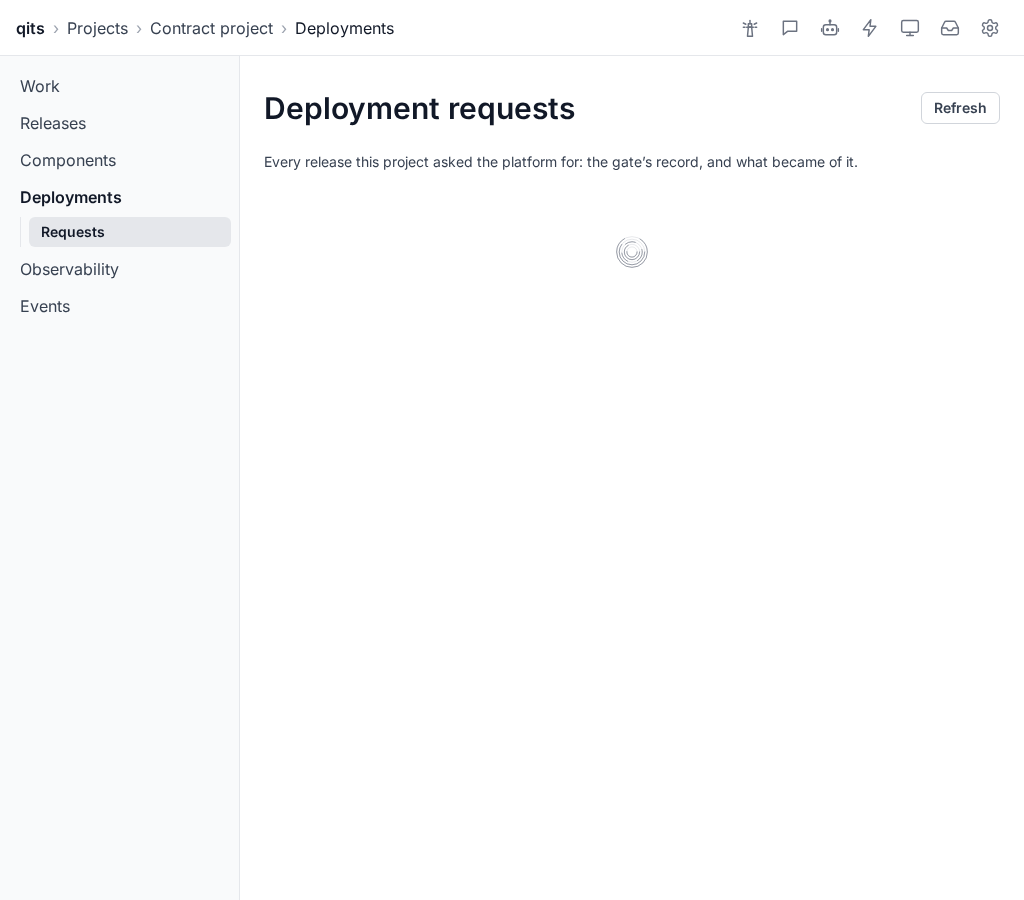 qits › Projects › Contract project › Deployments
Work
Releases
Components
Deployments
Requests
Observability
Events
Deployment requests
Refresh
Every release this project asked the platform for: the gate’s record, and what became of it.